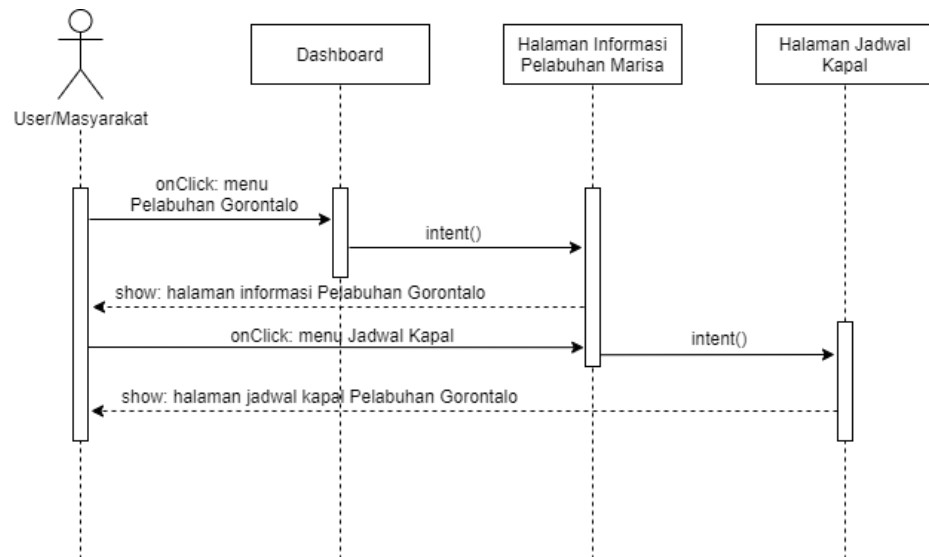 User/Masyarakat
Dashboard
Halaman Informasi
Pelabuhan Marisa
Halaman Jadwal
Kapal
onClick: menu
Pelabuhan Gorontalo
intent()
show: halaman informasi Pelabuhan Gorontalo
onClick: menu Jadwal Kapal
intent()
show: halaman jadwal kapal Pelabuhan Gorontalo